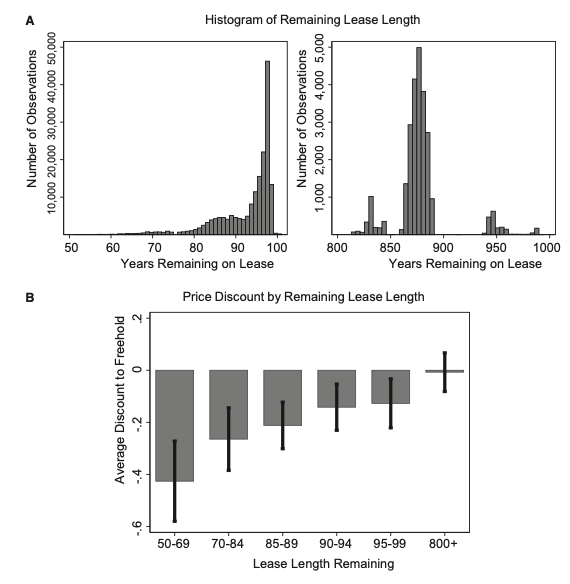 A
Histogram of Remaining Lease Length
Number of Observations
10,000 20,000 30,000 40,000 50,000
50 60 70 80 90 100
Years Remaining on Lease
Number of Observations
1,000 2,000 3,000 4,000 5,000
800 850 900 950 1000
Years Remaining on Lease
B
Price Discount by Remaining Lease Length
Average Discount to Freehold
.2
0
-.2
-.4
-.6
50-69 70-84 85-89 90-94 95-99 800+
Lease Length Remaining